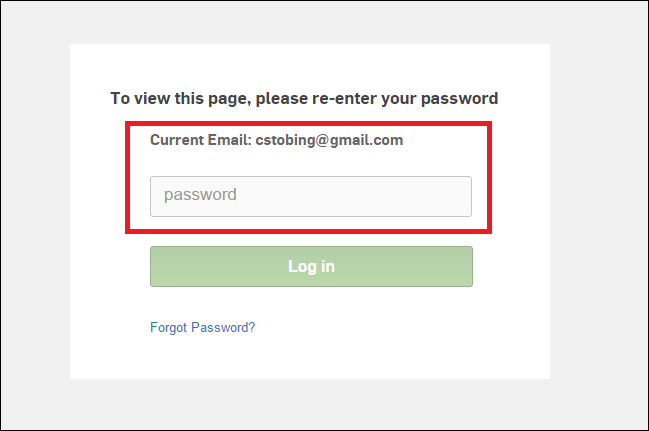 To view this page, please re-enter your password
Current Email: cstobing@gmail.com
password
Log in
Forgot Password?